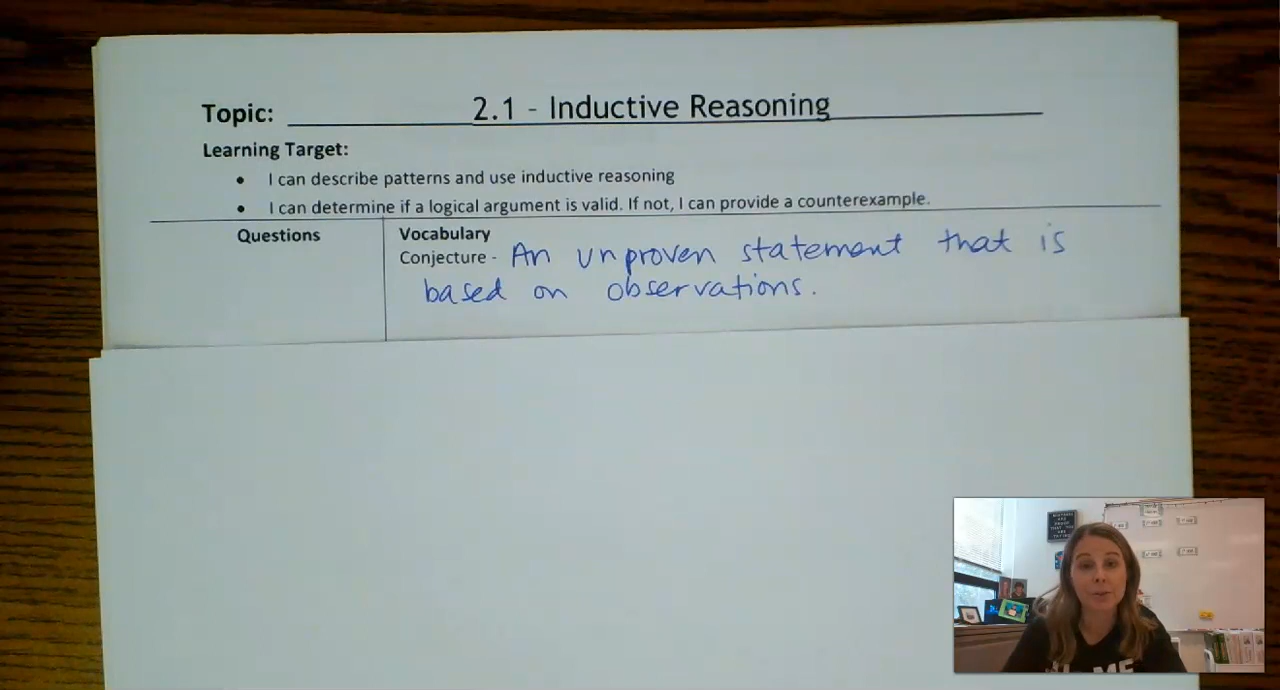 Topic: 2.1 - Inductive Reasoning
Learning Target:
• I can describe patterns and use inductive reasoning
• I can determine if a logical argument is valid. If not, I can provide a counterexample.
Questions
Vocabulary
Conjecture - An unproven statement that is
based on observations.